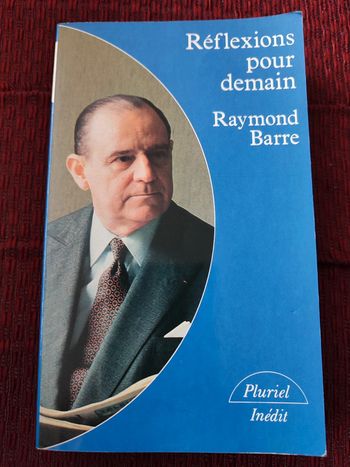 Réflexions
pour
demain
Raymond
Barre
Pluriel
Inédit